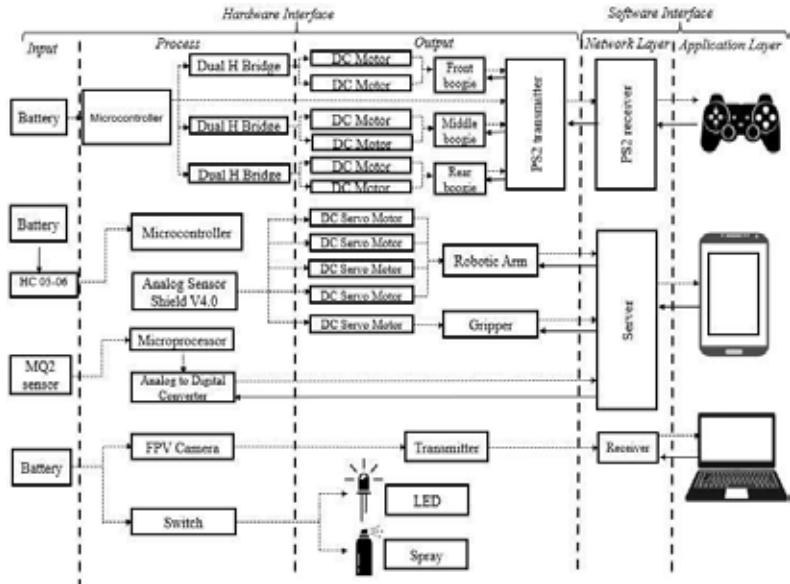 Hardware Interface
Software Interface
Input
Process
Output
Network Layer
Application Layer
Battery
Microcontroller
Dual H Bridge
Dual H Bridge
Dual H Bridge
DC Motor
DC Motor
DC Motor
DC Motor
DC Motor
DC Motor
Front
boogie
Middle
boogie
Rear
boogie
PS2 transmitter
PS2 receiver
Battery
HC 05-06
Microcontroller
Analog Sensor
Shield V4.0
DC Servo Motor
DC Servo Motor
DC Servo Motor
DC Servo Motor
DC Servo Motor
Robotic Arm
Gripper
Server
MQ2
sensor
Microprocessor
Analog to Digital
Converter
Battery
FPV Camera
Transmitter
Receiver
Switch
LED
Spray